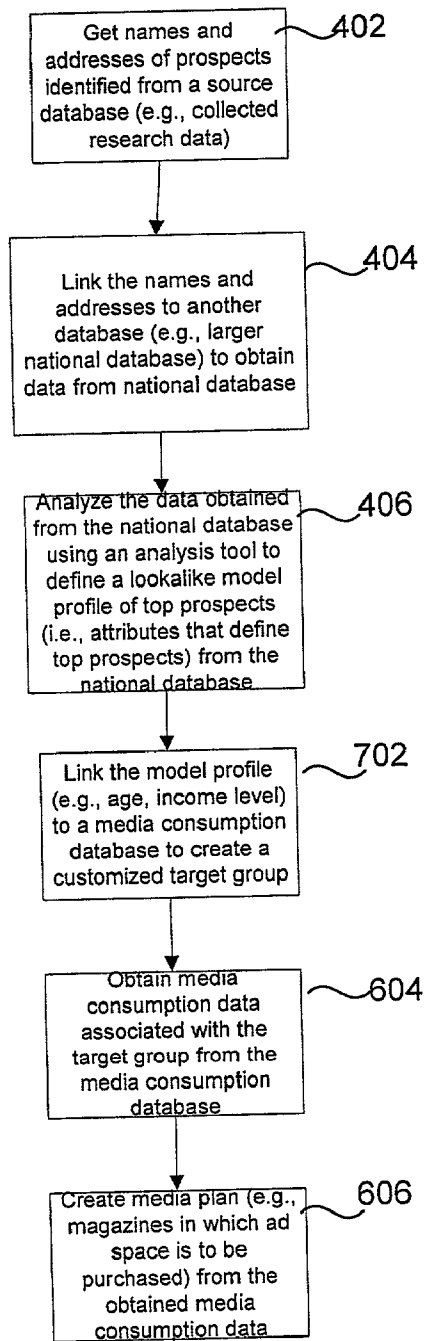 Get names and
addresses of prospects
identified from a source
database (e.g., collected
research data)
402
Link the names and
addresses to another
database (e.g., larger
national database) to obtain
data from national database
404
Analyze the data obtained
from the national database
using an analysis tool to
define a lookalike model
profile of top prospects
(i.e., attributes that define
top prospects) from the
national database
406
Link the model profile
(e.g., age, income level)
to a media consumption
database to create a
customized target group
702
Obtain media
consumption data
associated with the
target group from the
media consumption
database
604
Create media plan (e.g.,
magazines in which ad
space is to be
purchased) from the
obtained media
consumption data
606